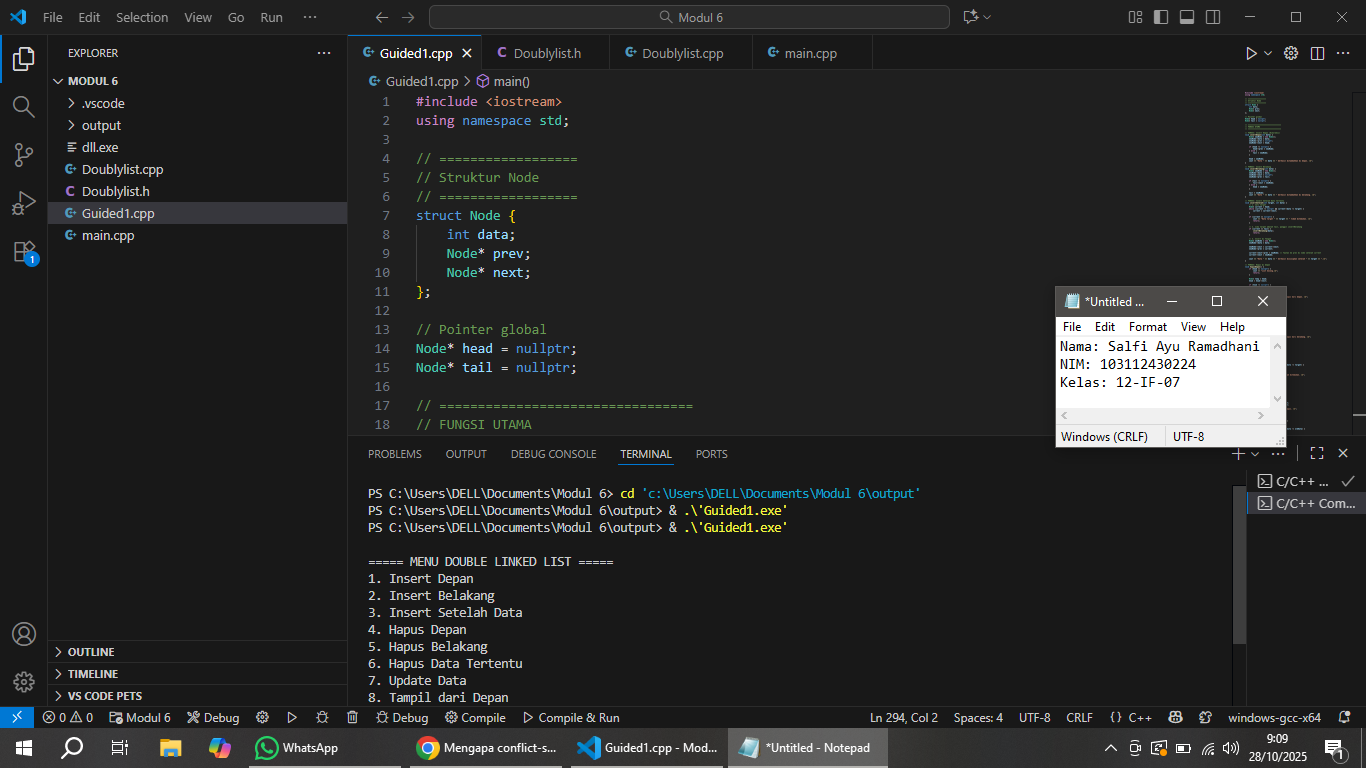 File Edit Selection View Go Run ···
Modul 6
EXPLORER
MODUL 6
.vscode
output
dll.exe
Doublylist.cpp
Doublylist.h
Guided1.cpp
main.cpp
OUTLINE
TIMELINE
VS CODE PETS
Guided1.cpp Doublylist.h Doublylist.cpp main.cpp
Guided1.cpp > main()
1 #include <iostream>
2 using namespace std;
3
4 // ==================
5 // Struktur Node
6 // ==================
7 struct Node {
8 int data;
9 Node* prev;
10 Node* next;
11 };
12
13 // Pointer global
14 Node* head = nullptr;
15 Node* tail = nullptr;
16
17 // =================================
18 // FUNGSI UTAMA
*Untitled ...
File Edit Format View Help
Nama: Salfi Ayu Ramadhani
NIM: 103112430224
Kelas: 12-IF-07
Windows (CRLF) UTF-8
PROBLEMS OUTPUT DEBUG CONSOLE TERMINAL PORTS
PS C:\Users\DELL\Documents\Modul 6> cd 'c:\Users\DELL\Documents\Modul 6\output'
PS C:\Users\DELL\Documents\Modul 6\output> & .\'Guided1.exe'
PS C:\Users\DELL\Documents\Modul 6\output> & .\'Guided1.exe'
===== MENU DOUBLE LINKED LIST =====
1. Insert Depan
2. Insert Belakang
3. Insert Setelah Data
4. Hapus Depan
5. Hapus Belakang
6. Hapus Data Tertentu
7. Update Data
8. Tampil dari Depan
C/C++ ...
C/C++ Com...
0 0 Modul 6 Debug Debug Compile Compile & Run Ln 294, Col 2 Spaces: 4 UTF-8 CRLF {} C++ windows-gcc-x64
WhatsApp Mengapa conflict-s... Guided1.cpp - Mod... *Untitled - Notepad
9:09
28/10/2025
1
1